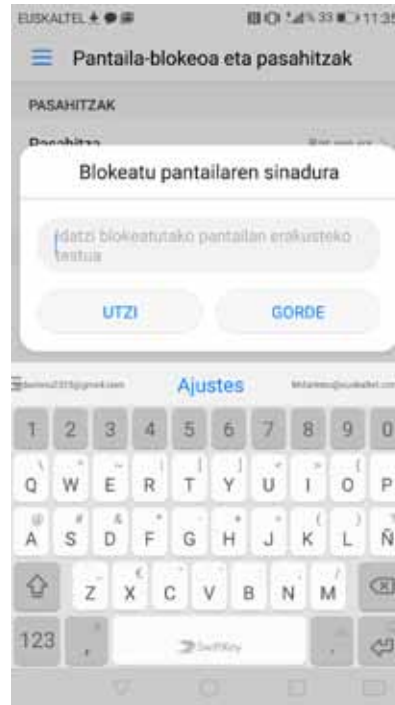 EUSKALTEL 33 11:35
Pantaila-blokeoa eta pasahitzak
PASAHITZAK
Pasahitza
Blokeatu pantailaren sinadura
Idatzi blokeatutako pantailan erakusteko
testua
UTZI GORDE
Ajustes
1 2 3 4 5 6 7 8 9 0
Q W E R T Y U I O P
A S D F G H J K L Ñ
Z X C V B N M
123 , SwiftKey .